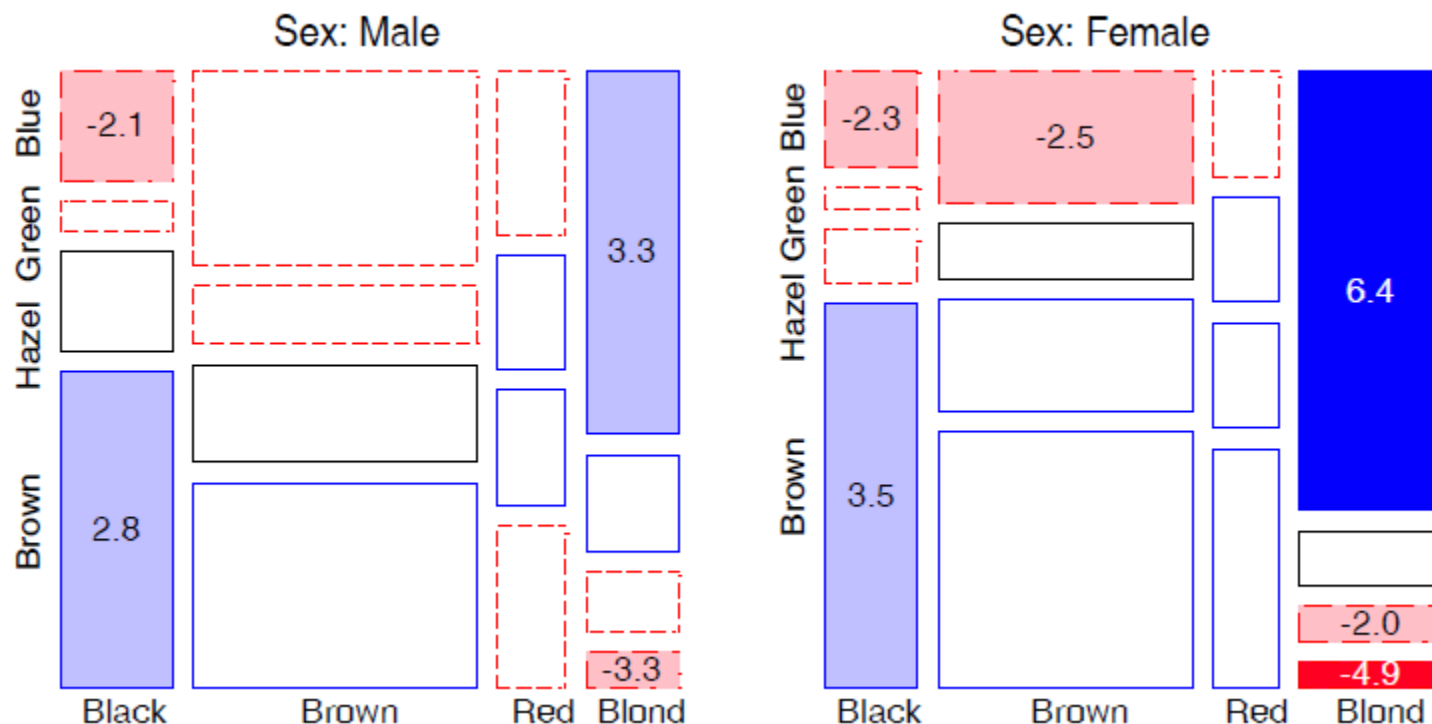 Sex: Male
Sex: Female
Blue
Green
Hazel
Brown
-2.1
3.3
2.8
-3.3
Black Brown Red Blond
Blue
Green
Hazel
Brown
-2.3
-2.5
6.4
3.5
-2.0
-4.9
Black Brown Red Blond